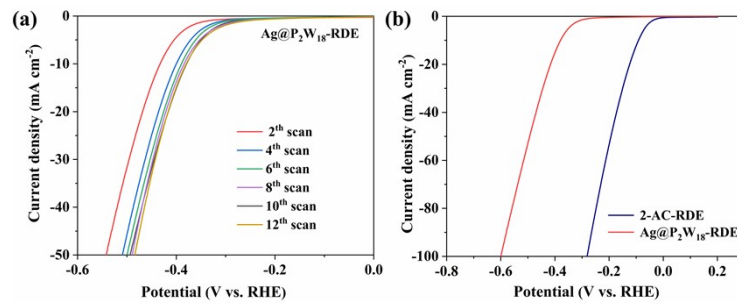 (a)
Ag@P₂W₁₈-RDE
2ᵗʰ scan
4ᵗʰ scan
6ᵗʰ scan
8ᵗʰ scan
10ᵗʰ scan
12ᵗʰ scan
0
-10
-20
-30
-40
-50
-0.6
-0.4
-0.2
0.0
Current density (mA cm⁻²)
Potential (V vs. RHE)
(b)
2-AC-RDE
Ag@P₂W₁₈-RDE
0
-20
-40
-60
-80
-100
-0.8
-0.6
-0.4
-0.2
0.0
0.2
Current density (mA cm⁻²)
Potential (V vs. RHE)